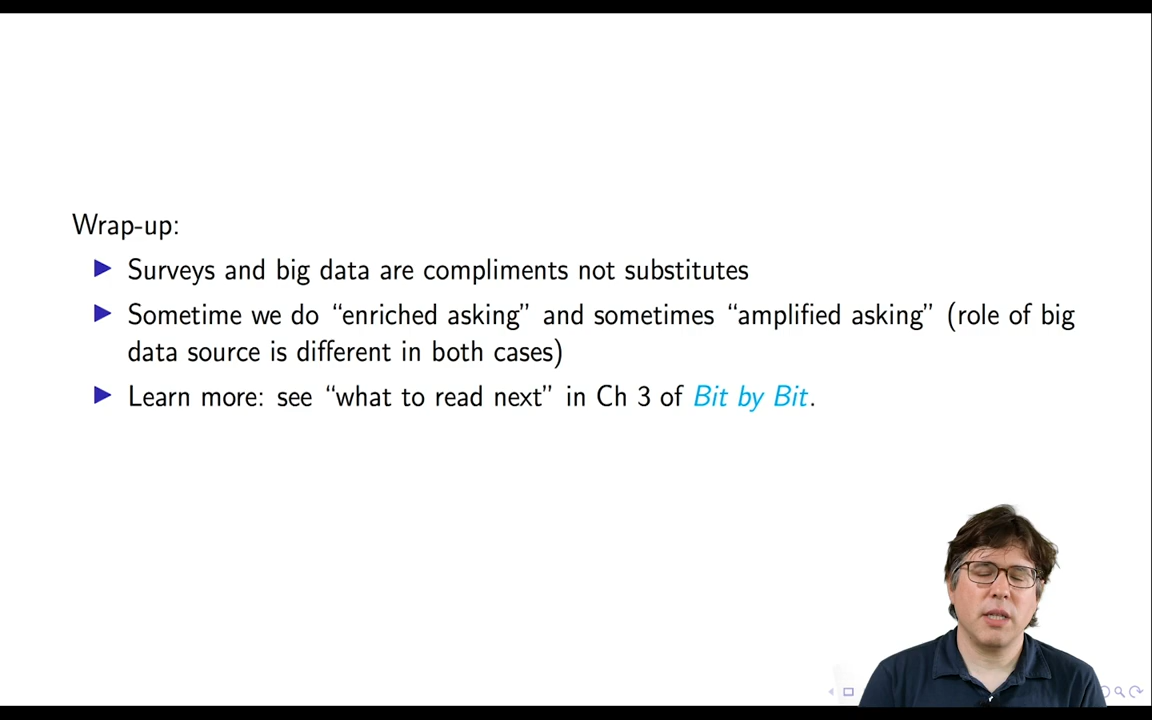 Wrap-up:
▶ Surveys and big data are compliments not substitutes
▶ Sometime we do “enriched asking” and sometimes “amplified asking” (role of big
data source is different in both cases)
▶ Learn more: see “what to read next” in Ch 3 of Bit by Bit.